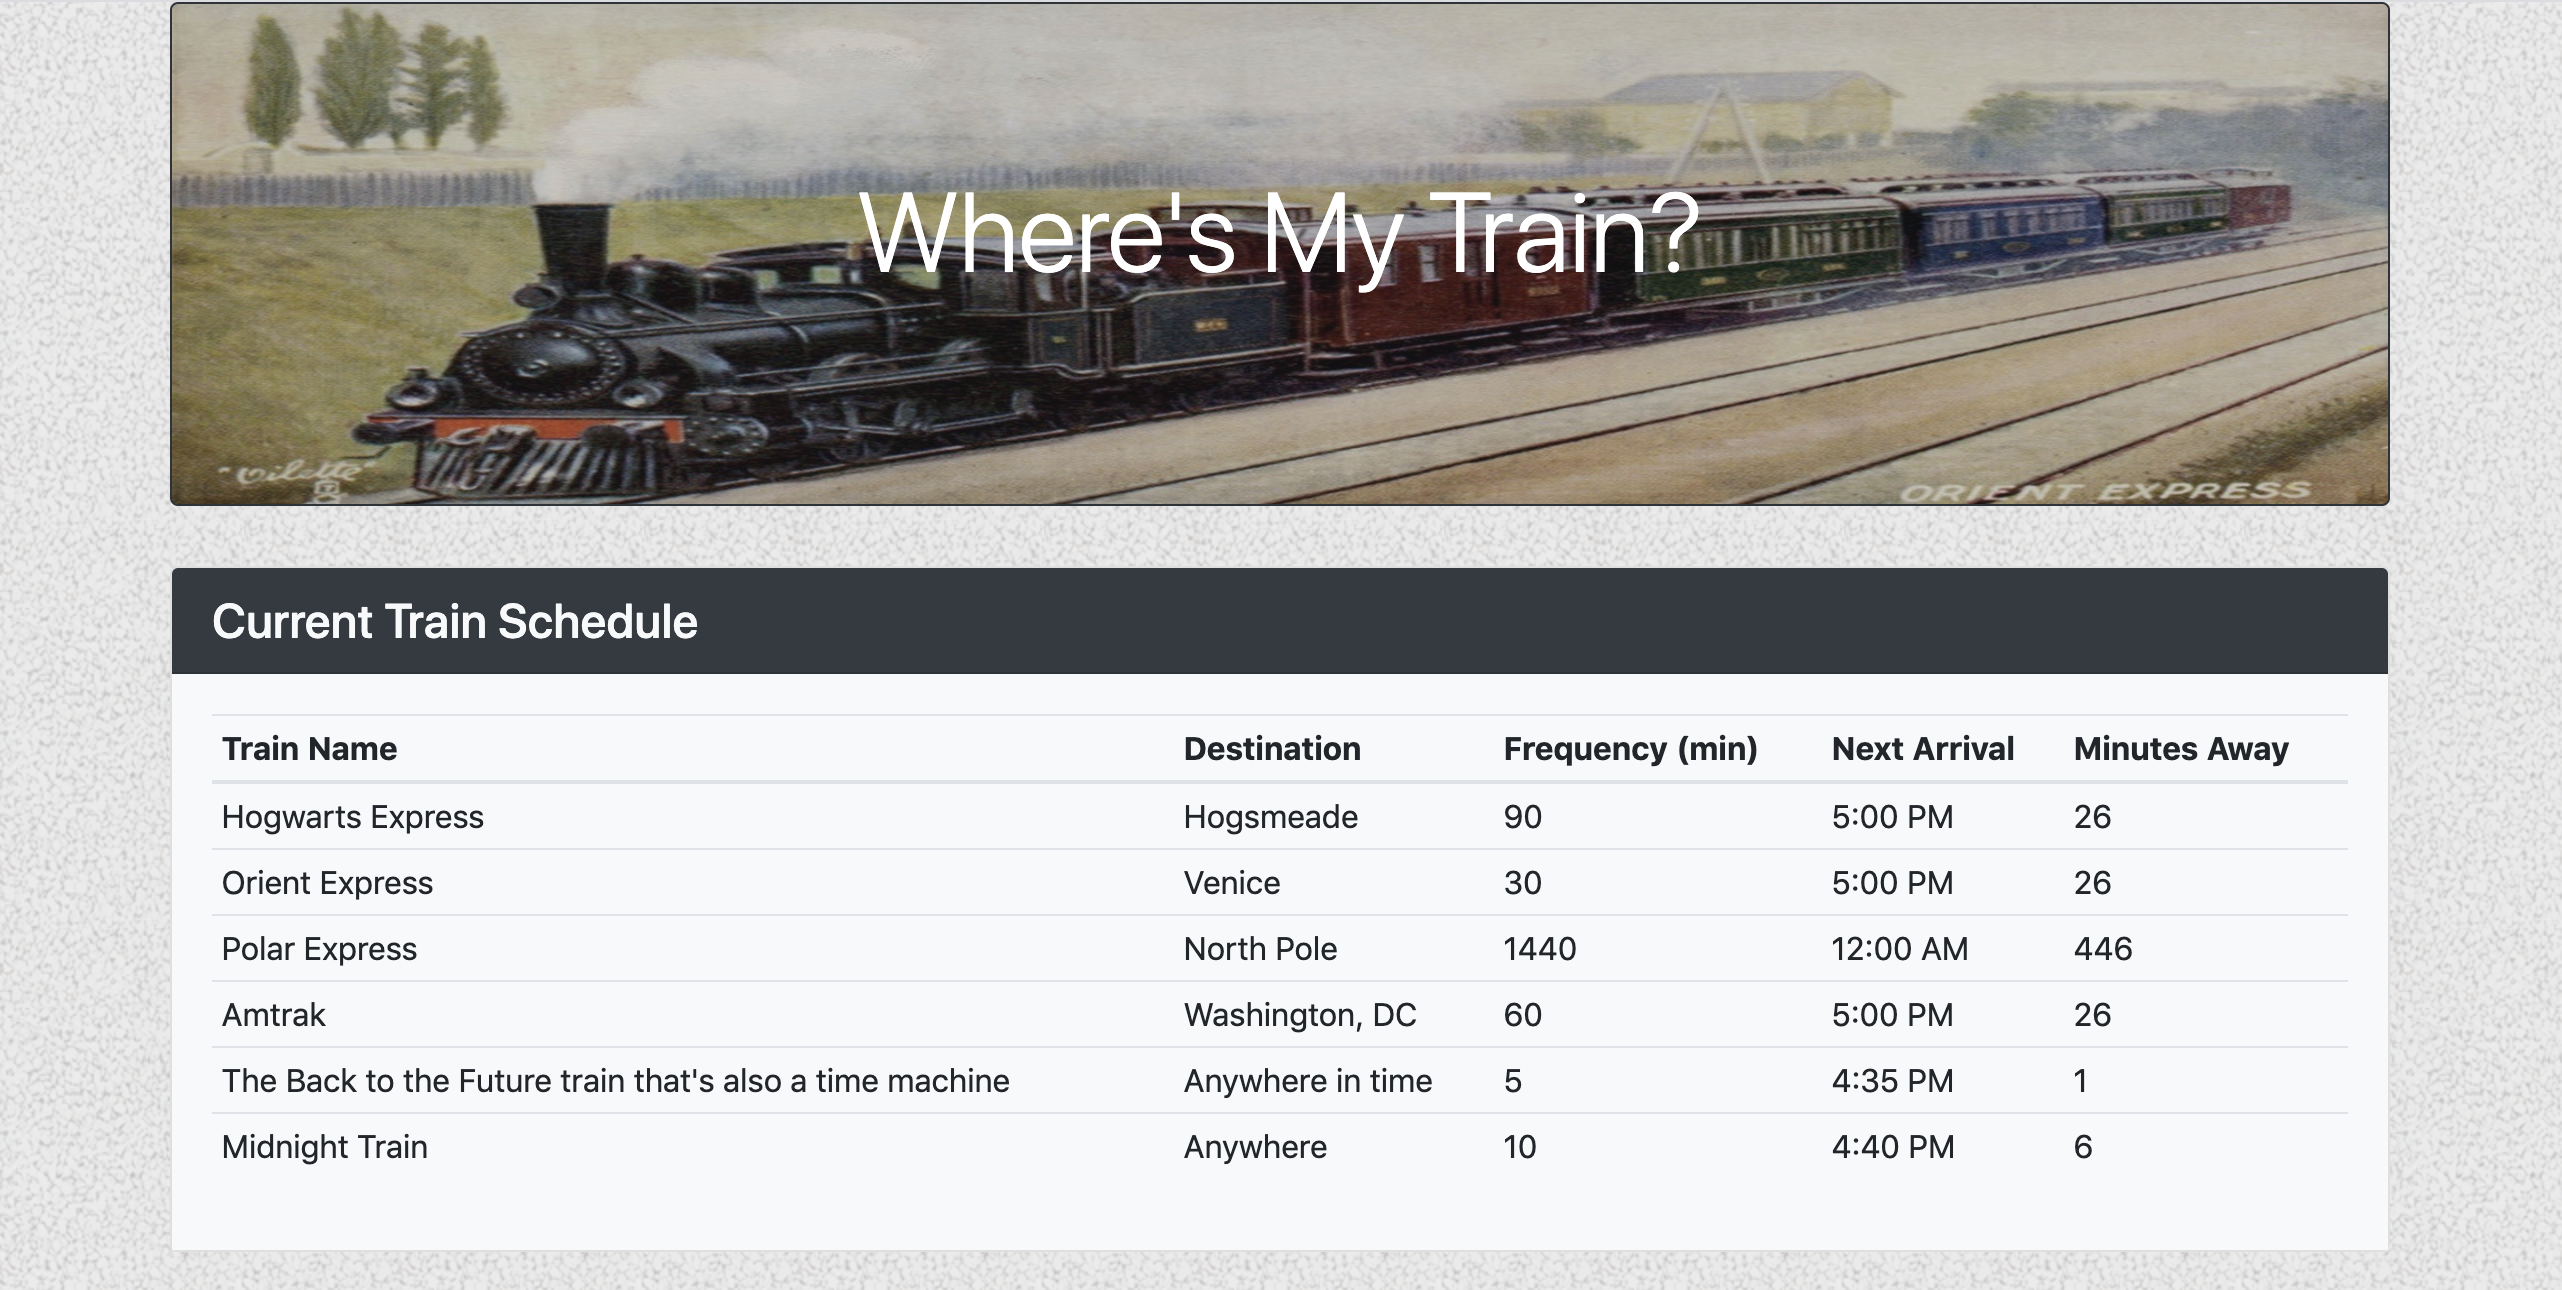 Where's My Train?
"Oilette"
ORIENT EXPRESS
Current Train Schedule
Train Name Destination Frequency (min) Next Arrival Minutes Away
Hogwarts Express Hogsmeade 90 5:00 PM 26
Orient Express Venice 30 5:00 PM 26
Polar Express North Pole 1440 12:00 AM 446
Amtrak Washington, DC 60 5:00 PM 26
The Back to the Future train that's also a time machine Anywhere in time 5 4:35 PM 1
Midnight Train Anywhere 10 4:40 PM 6